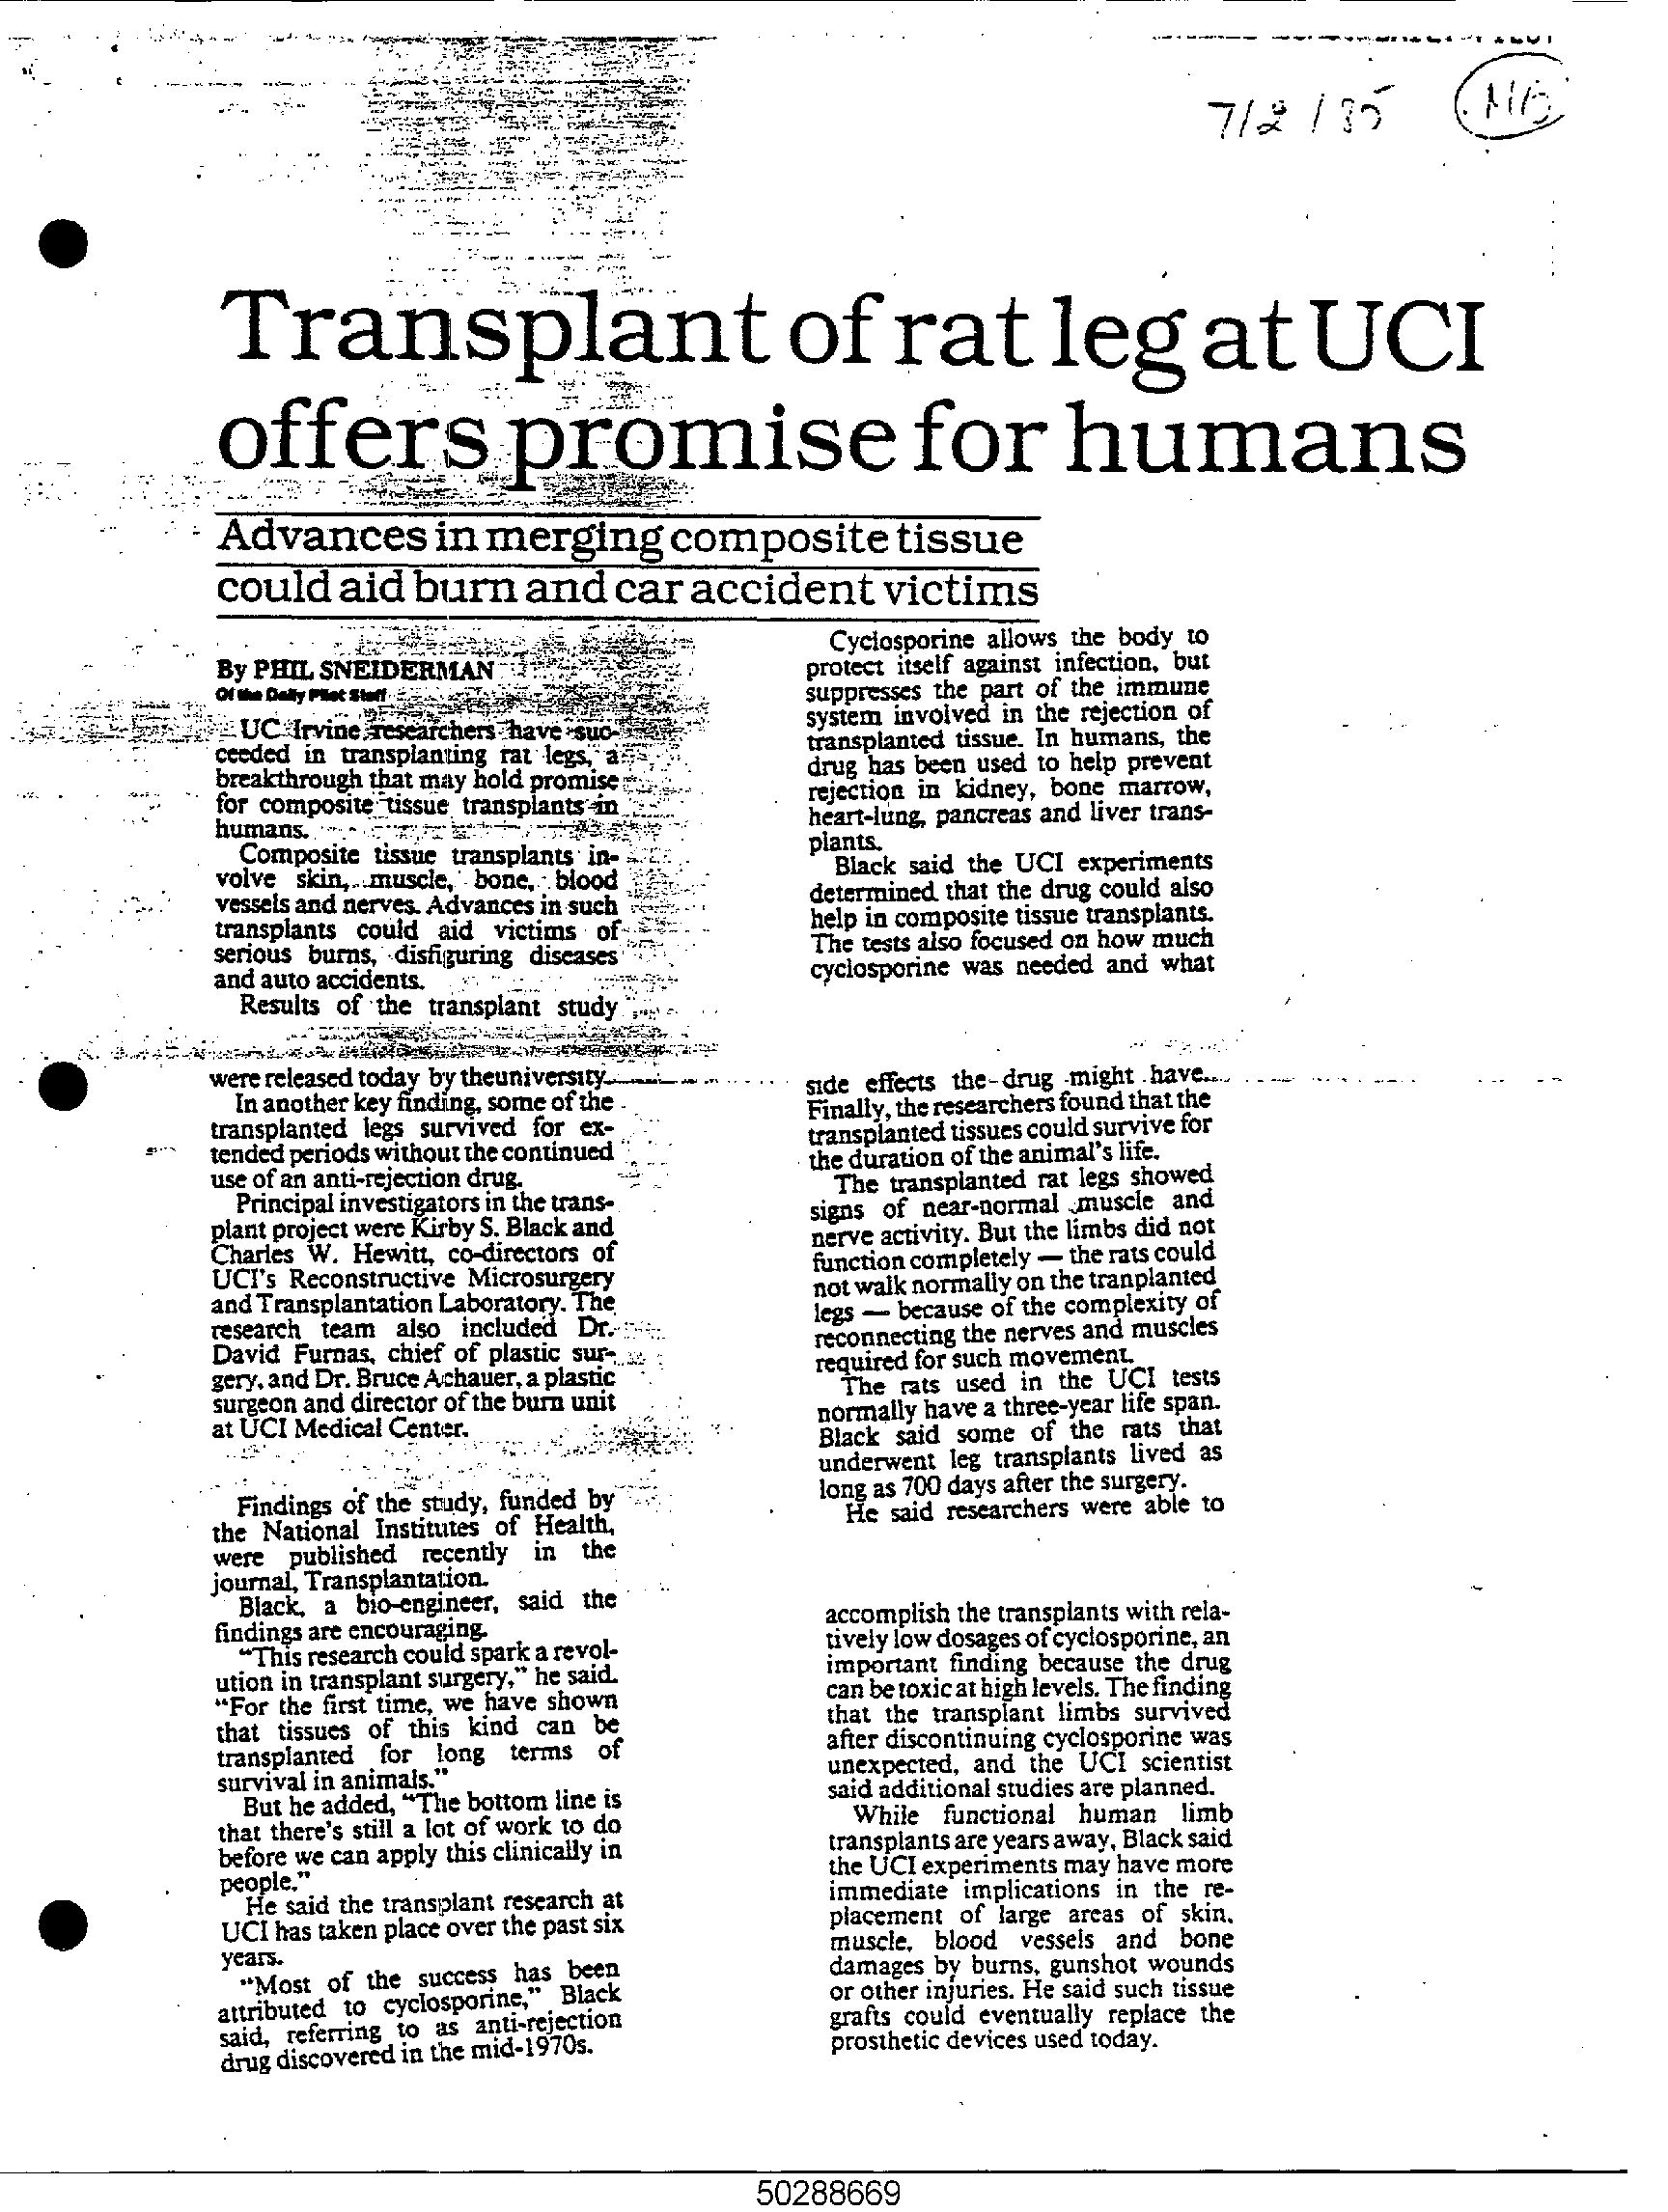 7/2/85
Transplant of rat leg at UCI
offers promise for humans
Advances in merging composite tissue
could aid burn and car accident victims
By PHIL SNEIDERMAN
Of the Daily Pilot Staff
UC Irvine researchers have suc-
ceeded in transplanting rat legs, a
breakthrough that may hold promise
for composite tissue transplants in
humans.
Composite tissue transplants in-
volve skin, muscle, bone, blood
vessels and nerves. Advances in such
transplants could aid victims of
serious burns, disfiguring diseases
and auto accidents.
Results of the transplant study
were released today by theuniversity.
In another key finding, some of the
transplanted legs survived for ex-
tended periods without the continued
use of an anti-rejection drug.
Principal investigators in the trans-
plant project were Kirby S. Black and
Charles W. Hewitt, co-directors of
UCI's Reconstructive Microsurgery
and Transplantation Laboratory. The
research team also included Dr.
David Furnas, chief of plastic sur-
gery, and Dr. Bruce Achauer, a plastic
surgeon and director of the burn unit
at UCI Medical Center.
Findings of the study, funded by
the National Institutes of Health,
were published recently in the
journal, Transplantation.
Black, a bio-engineer, said the
findings are encouraging.
"This research could spark a revol-
ution in transplant surgery," he said.
"For the first time, we have shown
that tissues of this kind can be
transplanted for long terms of
survival in animals."
But he added, "The bottom line is
that there's still a lot of work to do
before we can apply this clinically in
people."
He said the transplant research at
UCI has taken place over the past six
years.
"Most of the success has been
attributed to cyclosporine," Black
said, referring to as anti-rejection
drug discovered in the mid-1970s.
Cyclosporine allows the body to
protect itself against infection, but
suppresses the part of the immune
system involved in the rejection of
transplanted tissue. In humans, the
drug has been used to help prevent
rejection in kidney, bone marrow,
heart-lung, pancreas and liver trans-
plants.
Black said the UCI experiments
determined that the drug could also
help in composite tissue transplants.
The tests also focused on how much
cyclosporine was needed and what
side effects the drug might have.
Finally, the researchers found that the
transplanted tissues could survive for
the duration of the animal's life.
The transplanted rat legs showed
signs of near-normal muscle and
nerve activity. But the limbs did not
function completely — the rats could
not walk normally on the tranplanted
legs — because of the complexity of
reconnecting the nerves and muscles
required for such movement.
The rats used in the UCI tests
normally have a three-year life span.
Black said some of the rats that
underwent leg transplants lived as
long as 700 days after the surgery.
He said researchers were able to
accomplish the transplants with rela-
tively low dosages of cyclosporine, an
important finding because the drug
can be toxic at high levels. The finding
that the transplant limbs survived
after discontinuing cyclosporine was
unexpected, and the UCI scientist
said additional studies are planned.
While functional human limb
transplants are years away, Black said
the UCI experiments may have more
immediate implications in the re-
placement of large areas of skin,
muscle, blood vessels and bone
damages by burns, gunshot wounds
or other injuries. He said such tissue
grafts could eventually replace the
prosthetic devices used today.
50288669